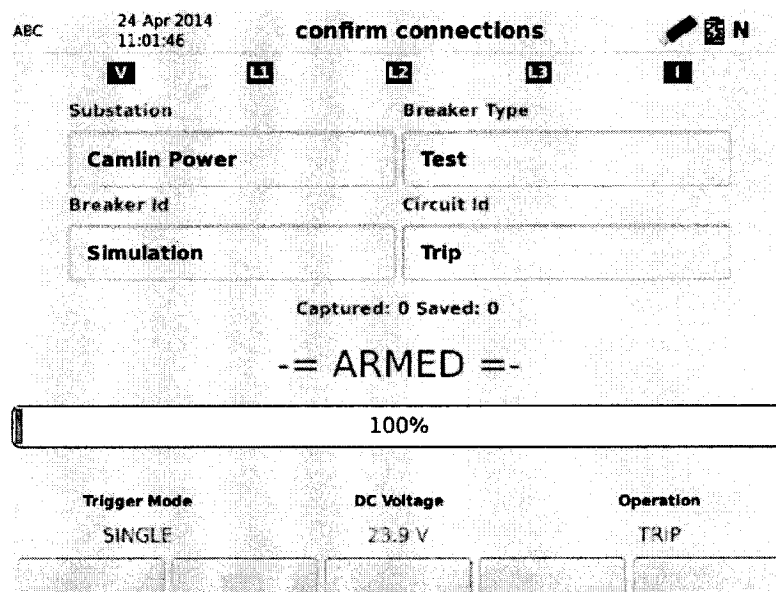 ABC
24 Apr 2014
11:01:46
confirm connections
N
V L1 L2 L3 I
Substation Breaker Type
Camlin Power Test
Breaker Id Circuit Id
Simulation Trip
Captured: 0 Saved: 0
-= ARMED =-
100%
Trigger Mode DC Voltage Operation
SINGLE 23.9 V TRIP